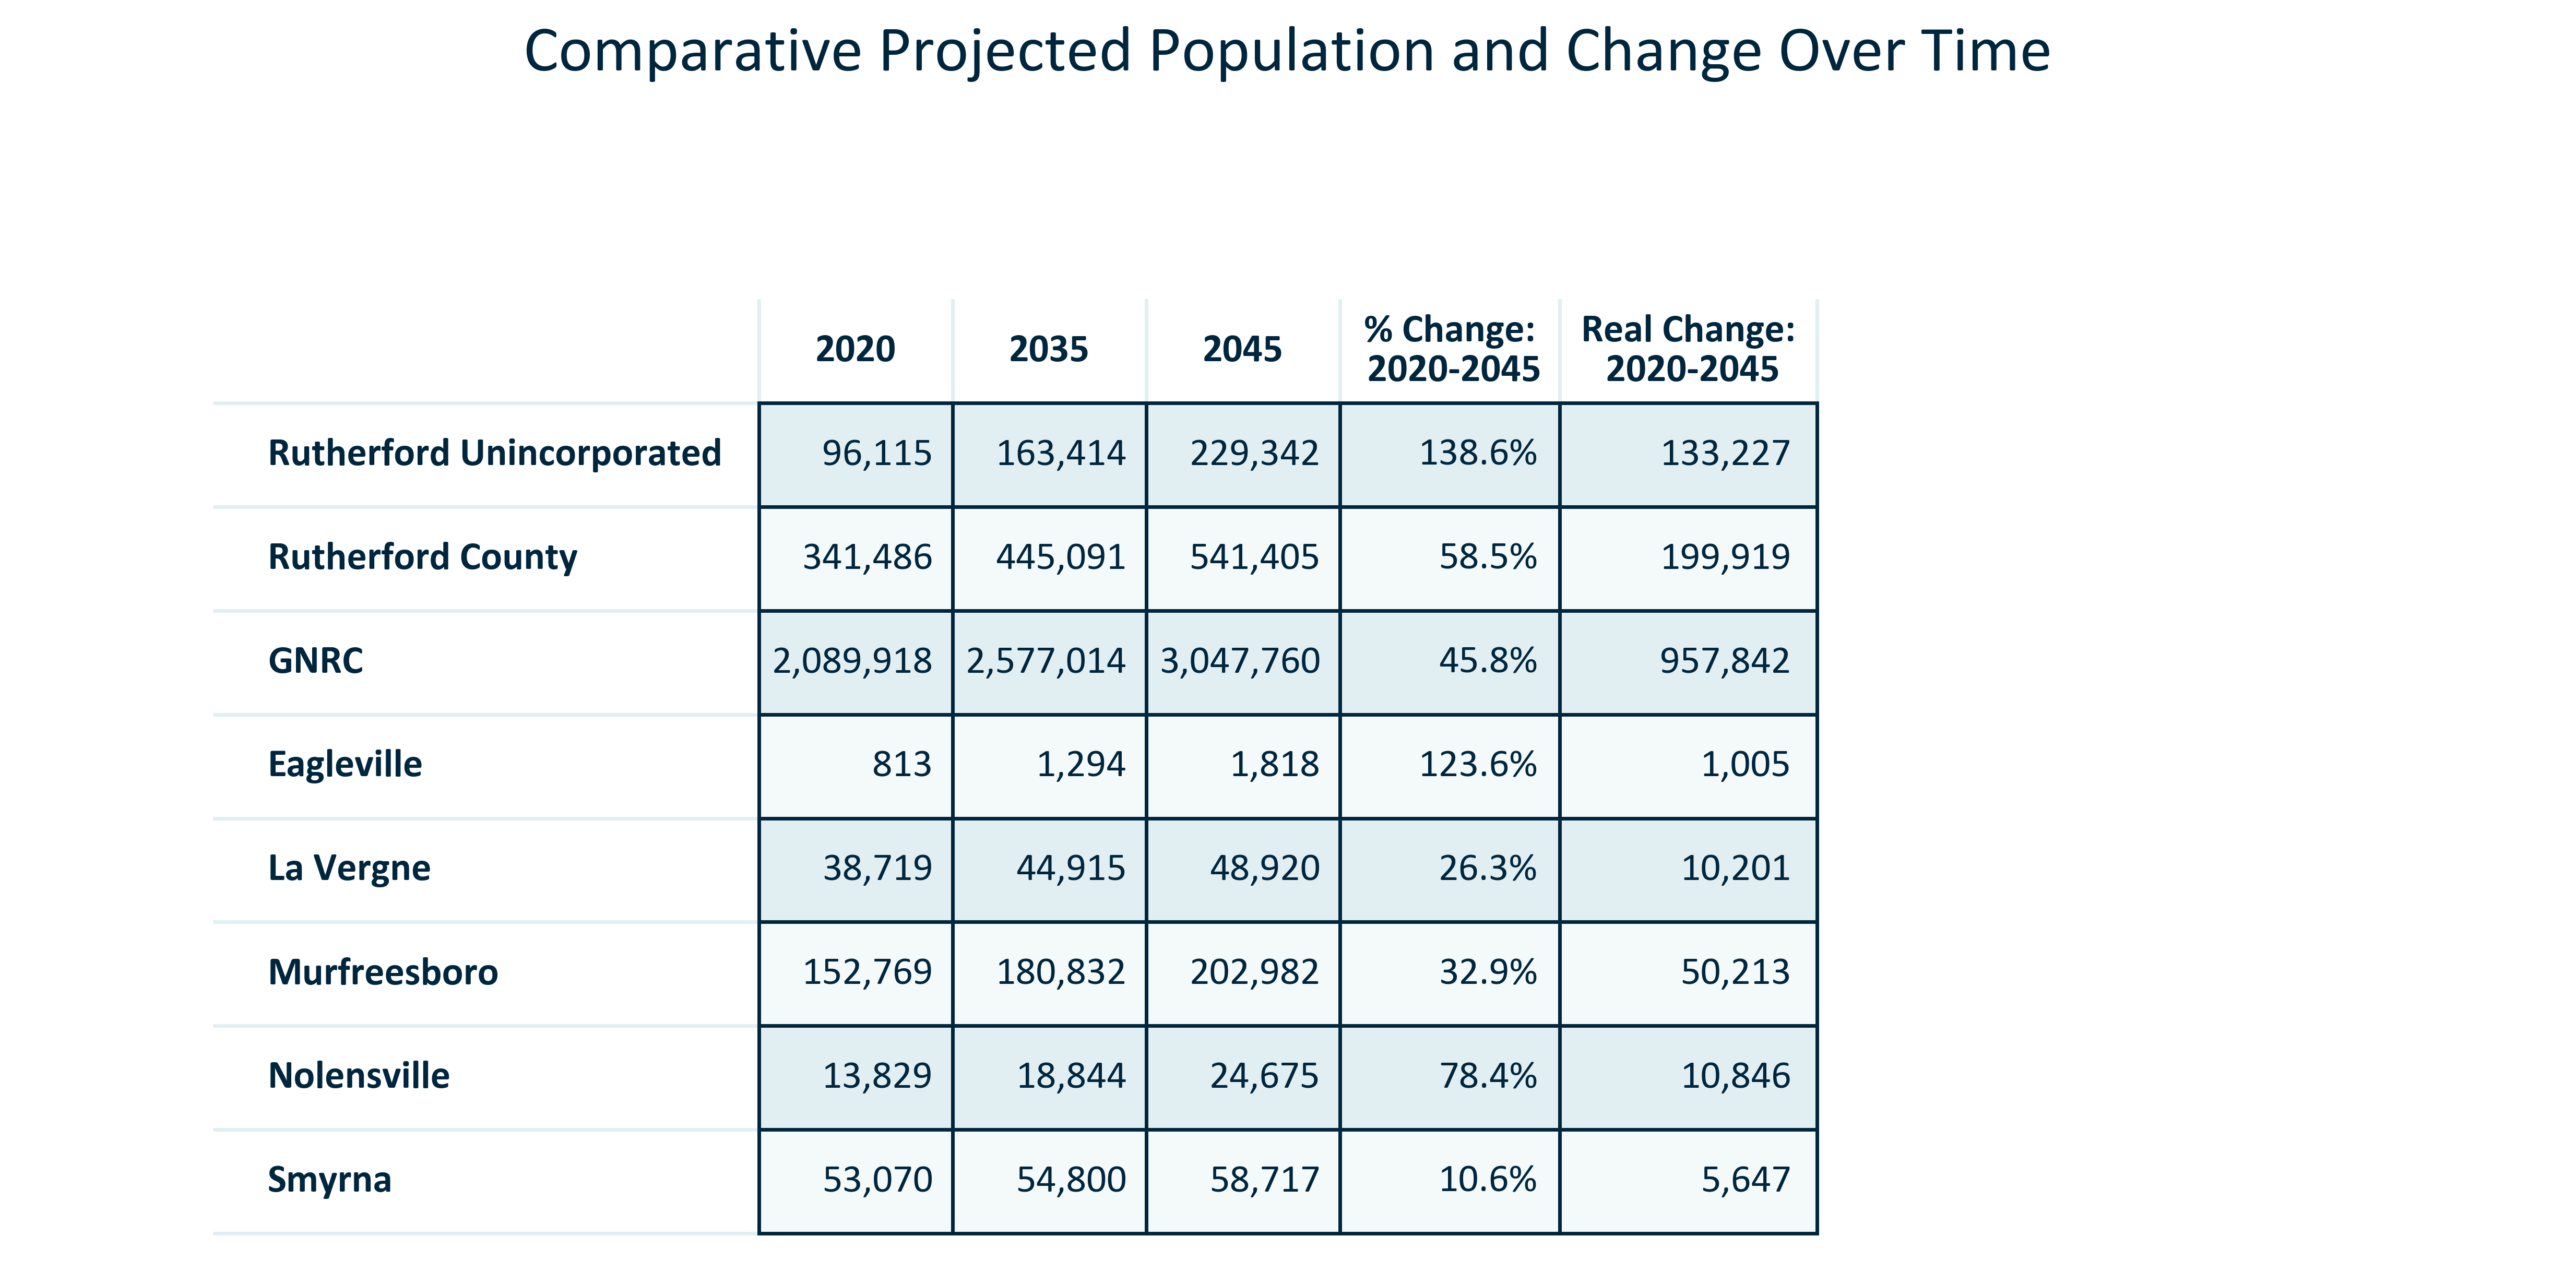 Comparative Projected Population and Change Over Time
2020 2035 2045 % Change: 2020-2045 Real Change: 2020-2045
Rutherford Unincorporated 96,115 163,414 229,342 138.6% 133,227
Rutherford County 341,486 445,091 541,405 58.5% 199,919
GNRC 2,089,918 2,577,014 3,047,760 45.8% 957,842
Eagleville 813 1,294 1,818 123.6% 1,005
La Vergne 38,719 44,915 48,920 26.3% 10,201
Murfreesboro 152,769 180,832 202,982 32.9% 50,213
Nolensville 13,829 18,844 24,675 78.4% 10,846
Smyrna 53,070 54,800 58,717 10.6% 5,647